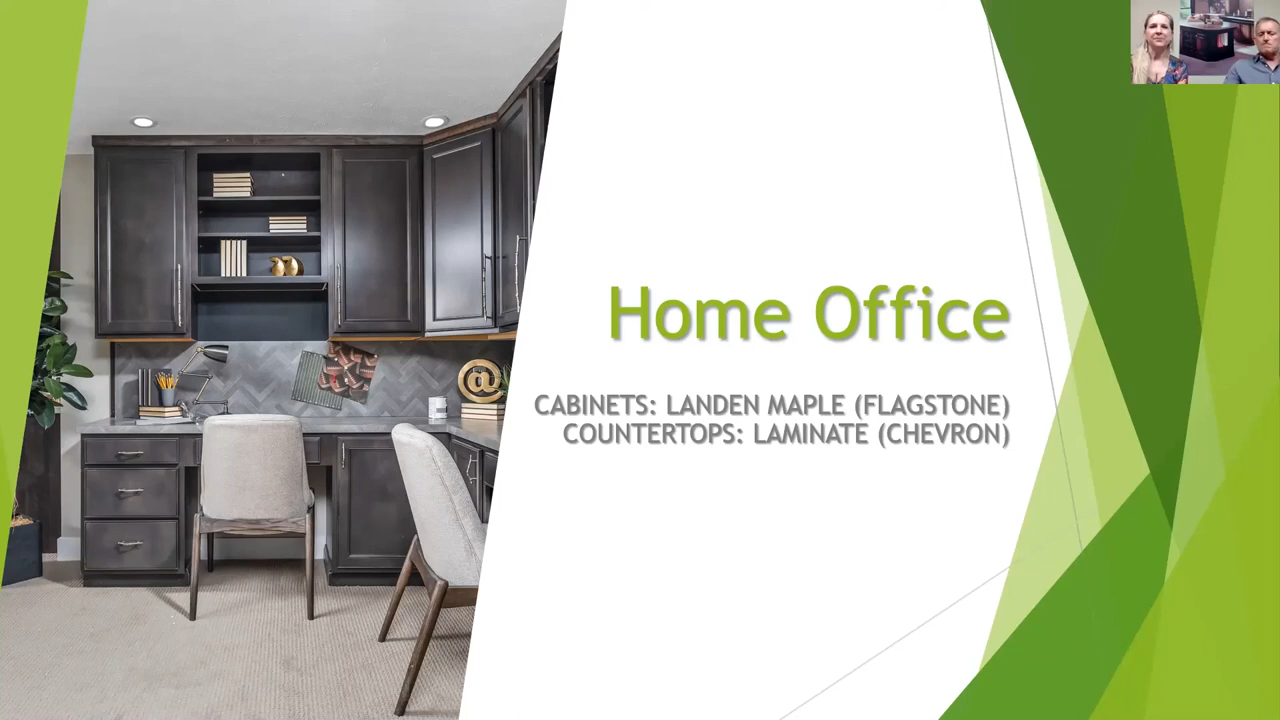 Home Office
CABINETS: LANDEN MAPLE (FLAGSTONE)
COUNTERTOPS: LAMINATE (CHEVRON)
@